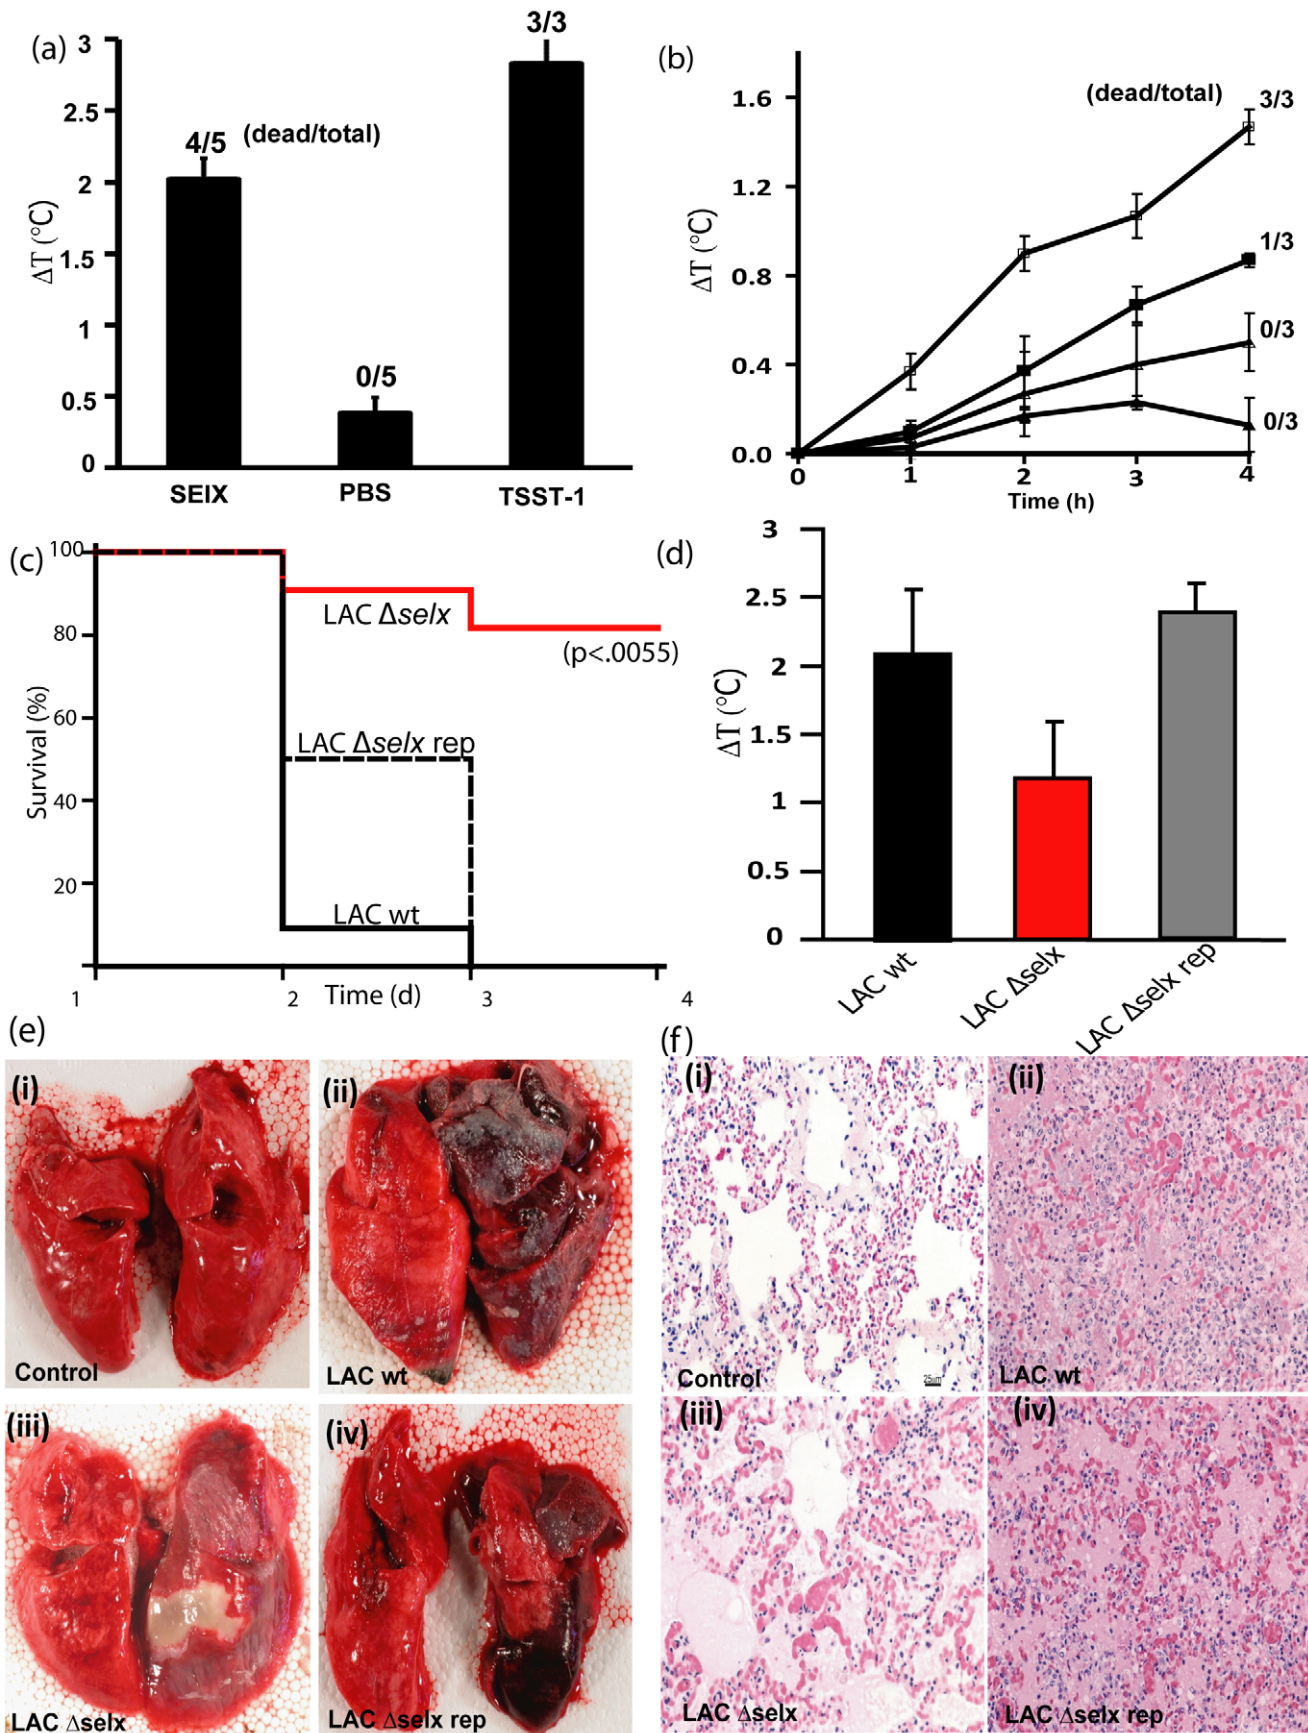 (a)
3
2.5
2
1.5
1
0.5
0
ΔT (°C)
4/5
(dead/total)
0/5
3/3
SElX
PBS
TSST-1
(b)
1.6
1.2
0.8
0.4
0.0
ΔT (°C)
(dead/total)
3/3
1/3
0/3
0/3
0
1
2
3
4
Time (h)
(c)
100
80
60
40
20
Survival (%)
LAC Δselx
(p<.0055)
LAC Δselx rep
LAC wt
1
2
Time (d)
3
4
(d)
3
2.5
2
1.5
1
0.5
0
ΔT (°C)
LAC wt
LAC Δselx
LAC Δselx rep
(e)
(i)
Control
(ii)
LAC wt
(iii)
LAC Δselx
(iv)
LAC Δselx rep
(f)
(i)
Control
25μm
(ii)
LAC wt
(iii)
LAC Δselx
(iv)
LAC Δselx rep